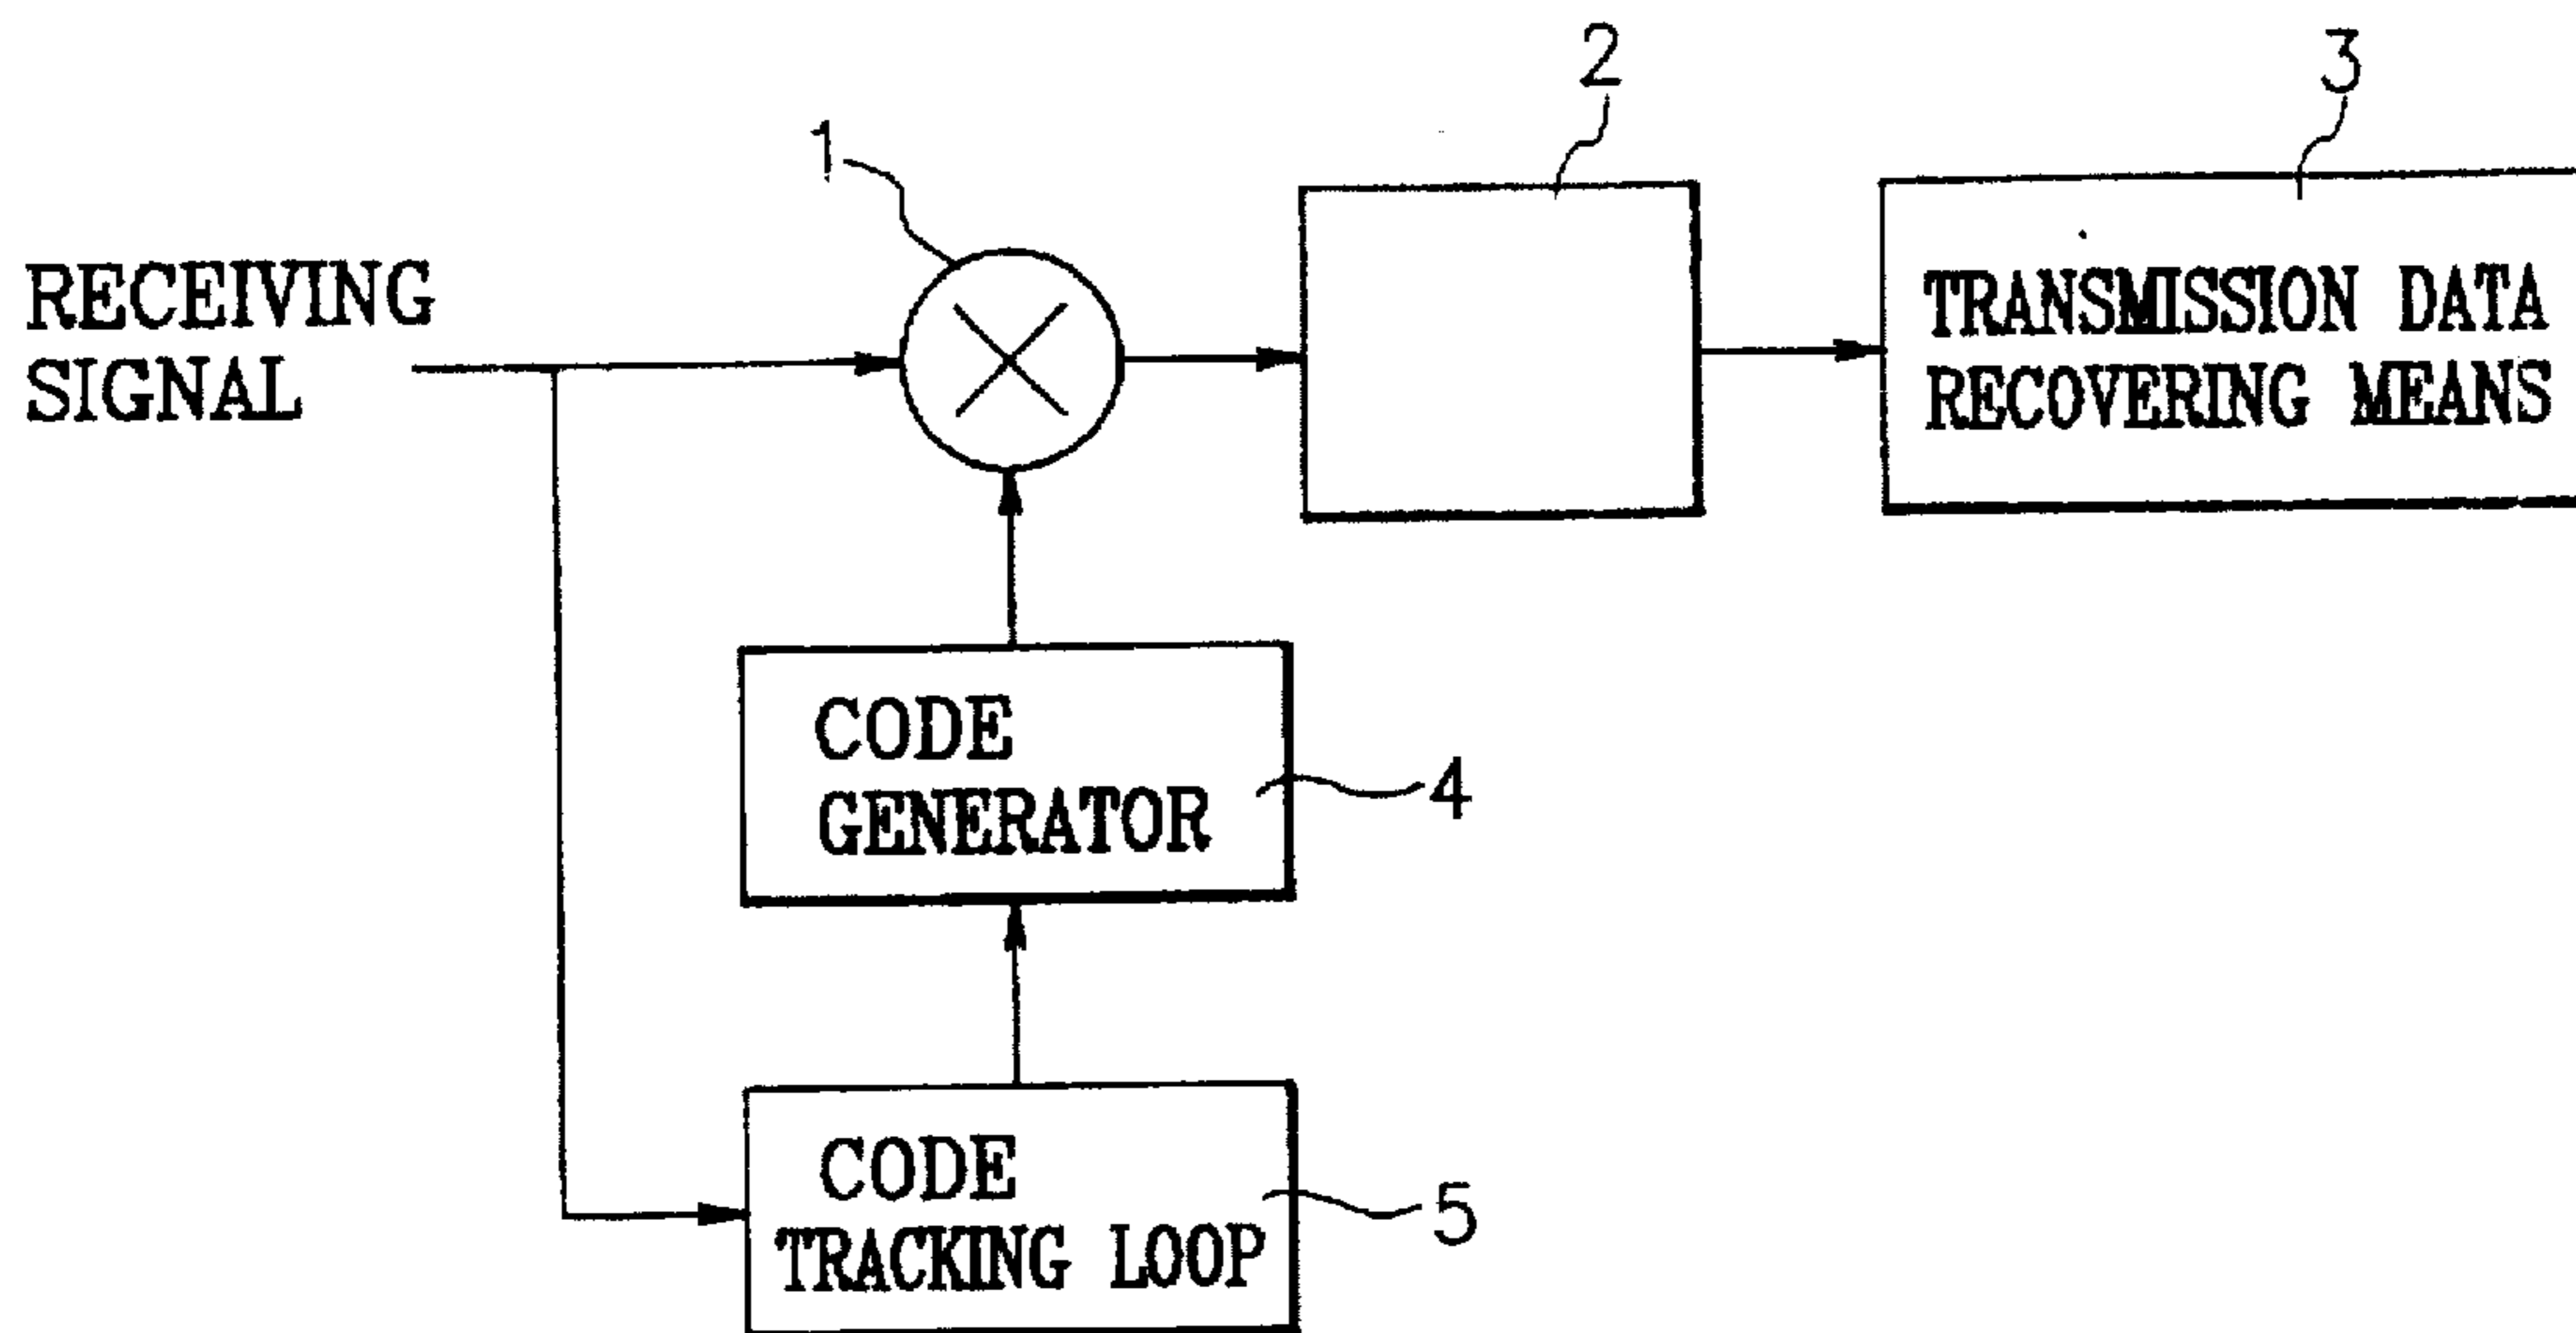 1
2
3
RECEIVING
SIGNAL
TRANSMISSION DATA
RECOVERING MEANS
CODE
GENERATOR
4
CODE
TRACKING LOOP
5